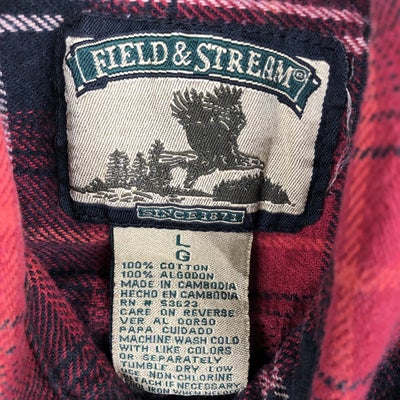 FIELD & STREAM®
SINCE 1871
L
G
100% COTTON
100% ALGODON
MADE IN CAMBODIA
HECHO EN CAMBODIA
RN # 53623
CARE ON REVERSE
VER AL DORSO
PAPA CUIDADO
MACHINE WASH COLD
WITH LIKE COLORS
OR SEPARATELY
TUMBLE DRY LOW
USE NON-CHLORINE
BLEACH IF NECESSARY